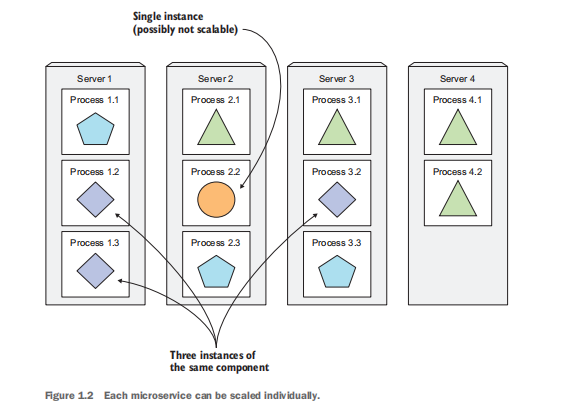 Single instance
(possibly not scalable)
Server 1
Server 2
Server 3
Server 4
Process 1.1
Process 2.1
Process 3.1
Process 4.1
Process 1.2
Process 2.2
Process 3.2
Process 4.2
Process 1.3
Process 2.3
Process 3.3
Three instances of
the same component
Figure 1.2 Each microservice can be scaled individually.